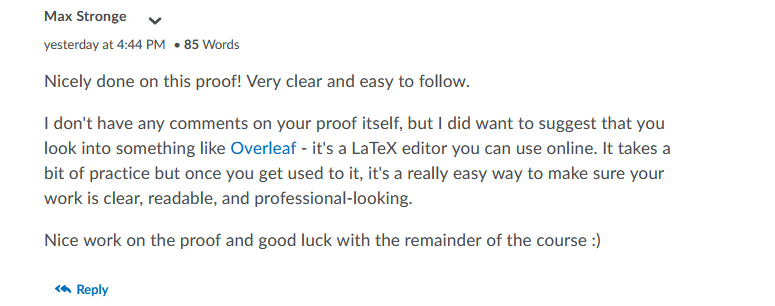 Max Stronge
yesterday at 4:44 PM • 85 Words
Nicely done on this proof! Very clear and easy to follow.
I don't have any comments on your proof itself, but I did want to suggest that you
look into something like Overleaf - it's a LaTeX editor you can use online. It takes a
bit of practice but once you get used to it, it's a really easy way to make sure your
work is clear, readable, and professional-looking.
Nice work on the proof and good luck with the remainder of the course :)
Reply